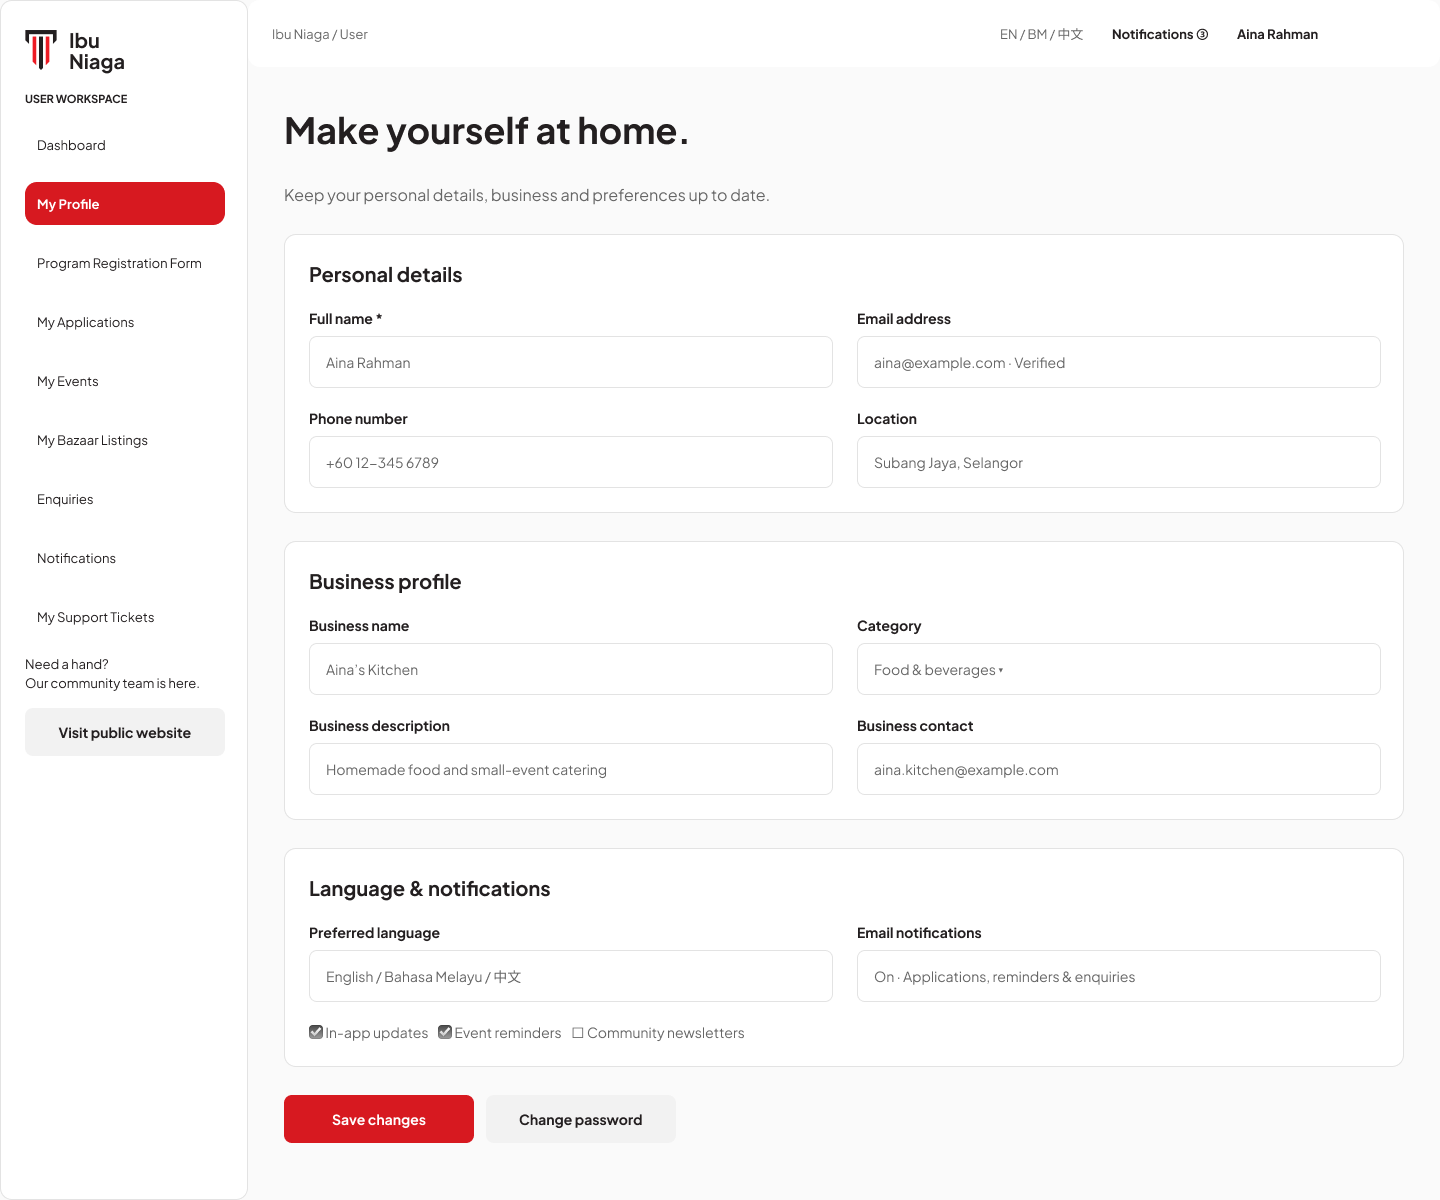 Ibu
Niaga
USER WORKSPACE
Dashboard
My Profile
Program Registration Form
My Applications
My Events
My Bazaar Listings
Enquiries
Notifications
My Support Tickets
Need a hand?
Our community team is here.
Visit public website
Ibu Niaga / User
EN / BM / 中文
Notifications ③
Aina Rahman
Make yourself at home.
Keep your personal details, business and preferences up to date.
Personal details
Full name *
Aina Rahman
Email address
aina@example.com · Verified
Phone number
+60 12-345 6789
Location
Subang Jaya, Selangor
Business profile
Business name
Aina's Kitchen
Category
Food & beverages ▾
Business description
Homemade food and small-event catering
Business contact
aina.kitchen@example.com
Language & notifications
Preferred language
English / Bahasa Melayu / 中文
Email notifications
On · Applications, reminders & enquiries
☑ In-app updates ☑ Event reminders ☐ Community newsletters
Save changes
Change password